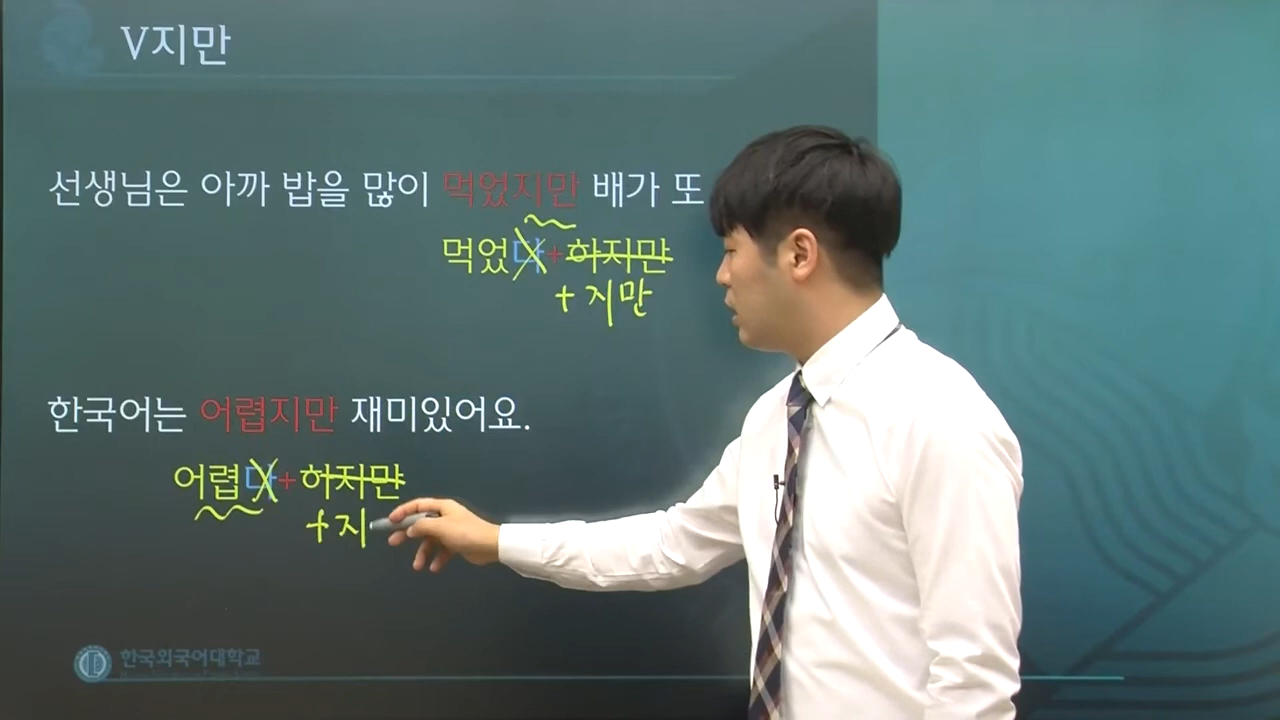 V지만
선생님은 아까 밥을 많이 먹었지만 배가 또
먹었다+하지만
+지만
한국어는 어렵지만 재미있어요.
어렵다+하지만
+지
한국외국어대학교